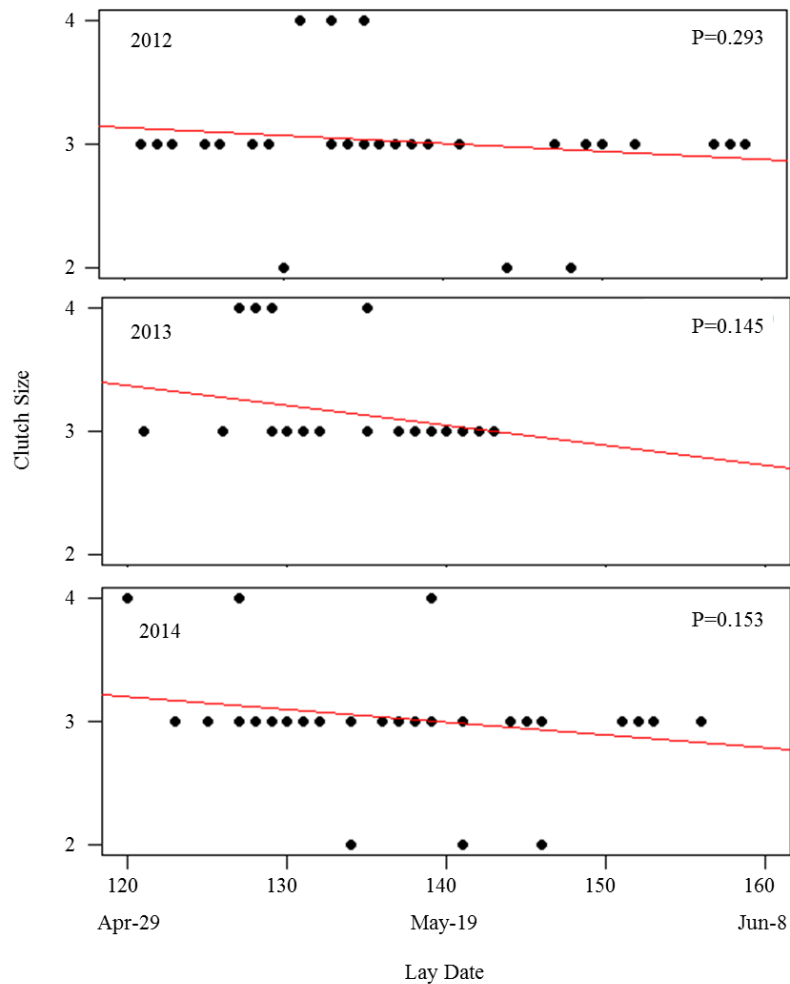 4
2012
P=0.293
3
2
4
2013
P=0.145
3
2
Clutch Size
4
2014
P=0.153
3
2
120 130 140 150 160
Apr-29 May-19 Jun-8
Lay Date